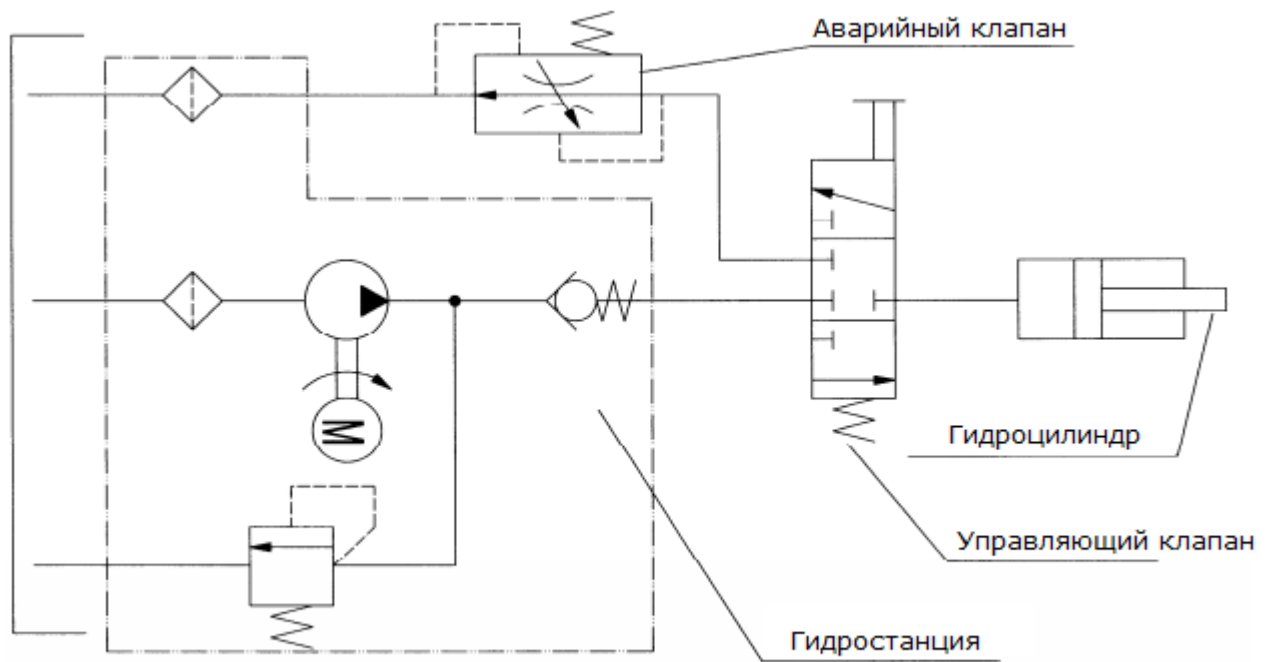 Аварийный клапан
M
Гидроцилиндр
Управляющий клапан
Гидростанция